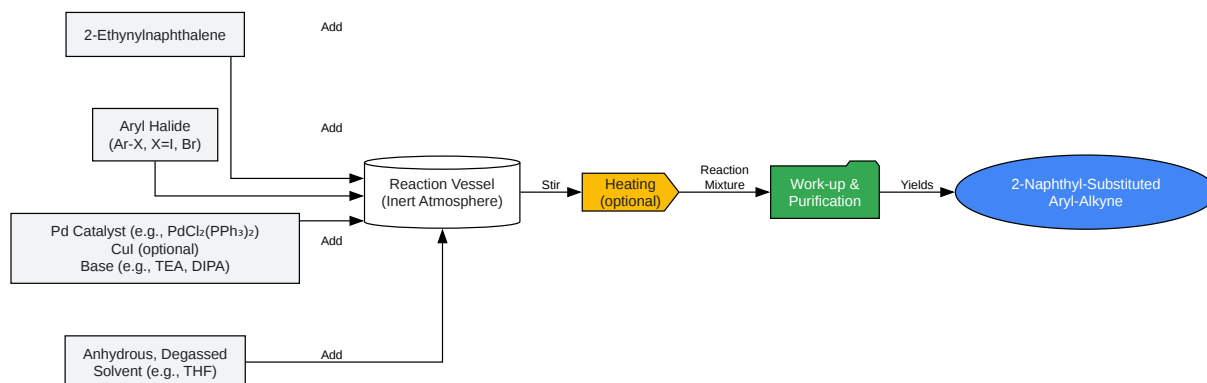 2-Ethynylnaphthalene
Add
Aryl Halide
(Ar-X, X=I, Br)
Add
Reaction Vessel
(Inert Atmosphere)
Stir
Heating
(optional)
Reaction
Mixture
Work-up &
Purification
Yields
2-Naphthyl-Substituted
Aryl-Alkyne
Pd Catalyst (e.g., PdCl₂(PPh₃)₂)
CuI (optional)
Base (e.g., TEA, DIPA)
Add
Anhydrous, Degassed
Solvent (e.g., THF)
Add